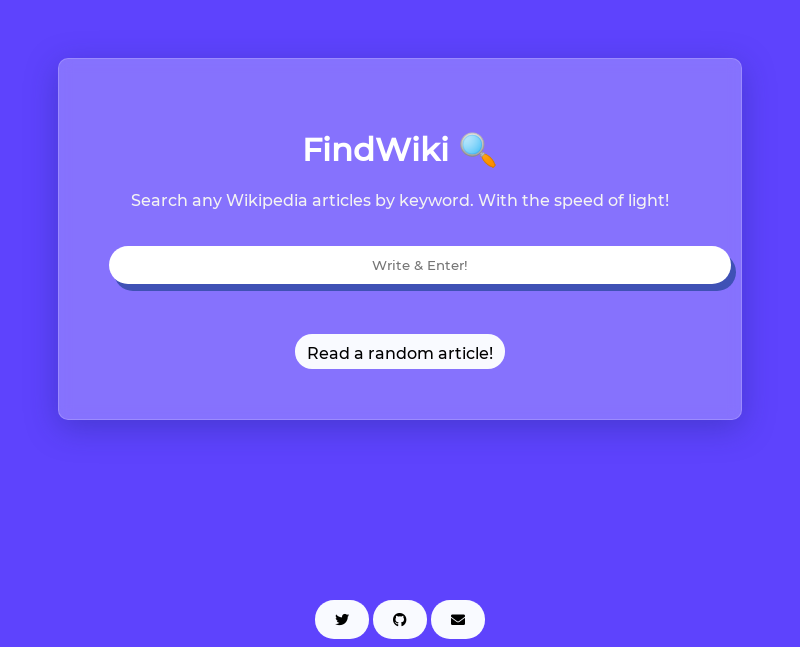 FindWiki 🔍
Search any Wikipedia articles by keyword. With the speed of light!
Write & Enter!
Read a random article!